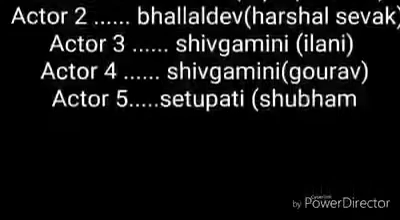 Actor 2 ...... bhallaldev(harshal sevak)
Actor 3 ...... shivgamini (ilani)
Actor 4 ...... shivgamini(gourav)
Actor 5.....setupati (shubham
by PowerDirector